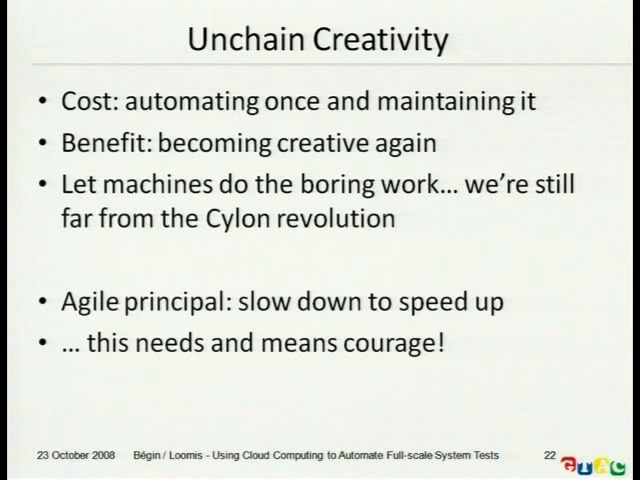 Unchain Creativity
• Cost: automating once and maintaining it
• Benefit: becoming creative again
• Let machines do the boring work... we're still
far from the Cylon revolution
• Agile principal: slow down to speed up
• ... this needs and means courage!
23 October 2008 Bégin / Loomis - Using Cloud Computing to Automate Full-scale System Tests 22
GTAC